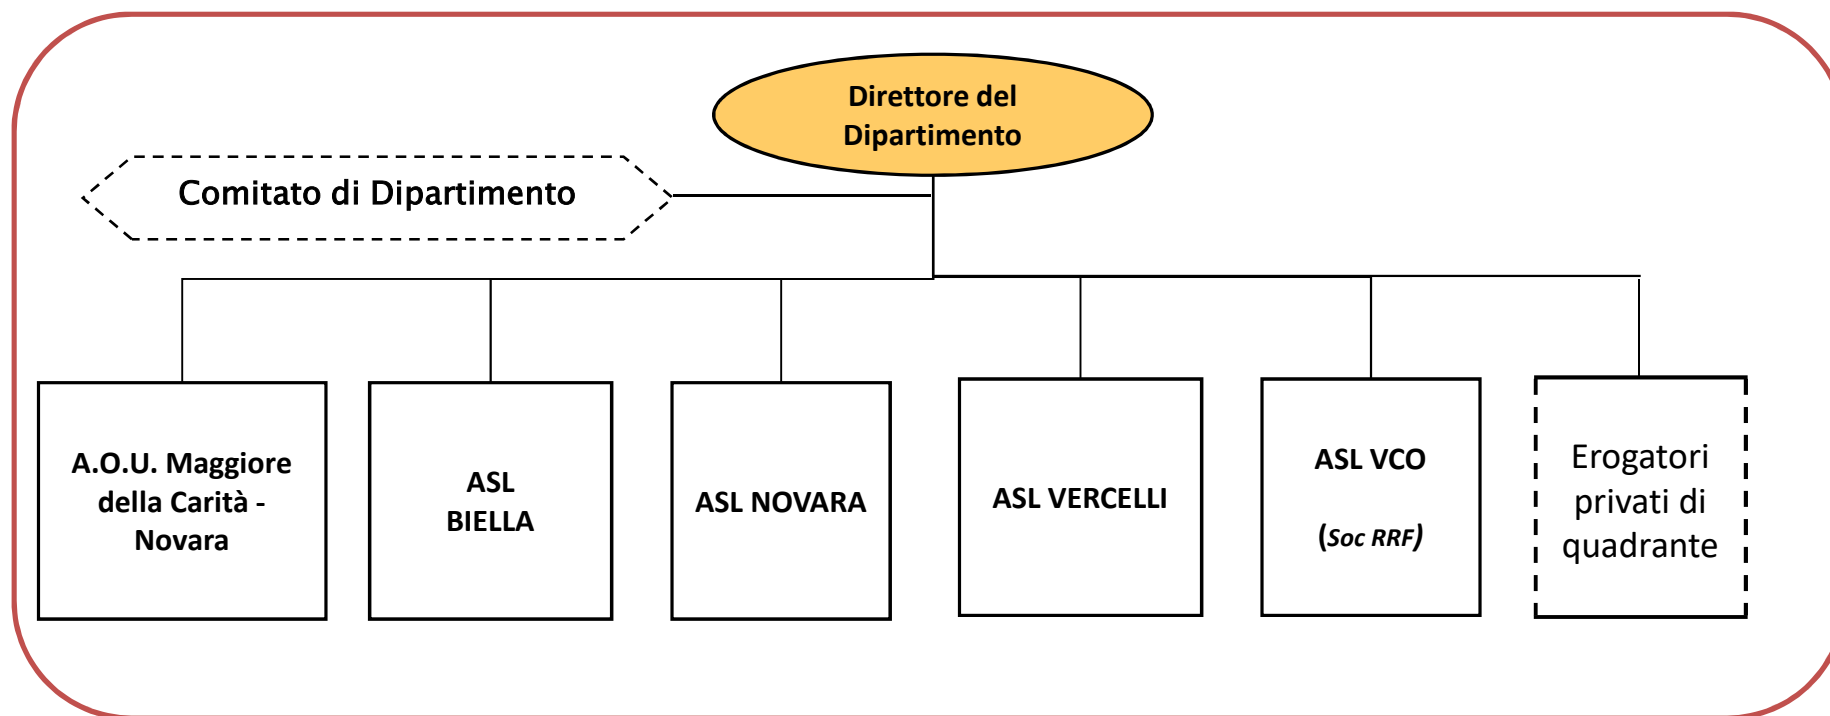 Direttore del
Dipartimento
Comitato di Dipartimento
A.O.U. Maggiore
della Carità -
Novara
ASL
BIELLA
ASL NOVARA
ASL VERCELLI
ASL VCO
(Soc RRF)
Erogatori
privati di
quadrante